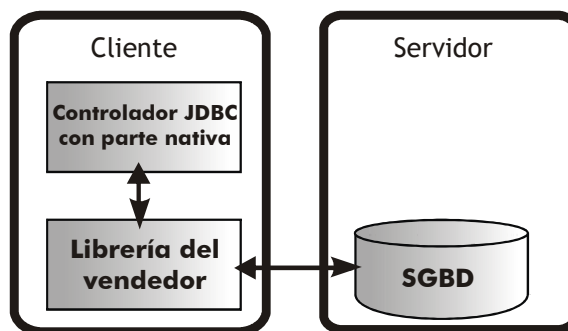 Cliente
Servidor
Controlador JDBC
con parte nativa
Librería del
vendedor
SGBD